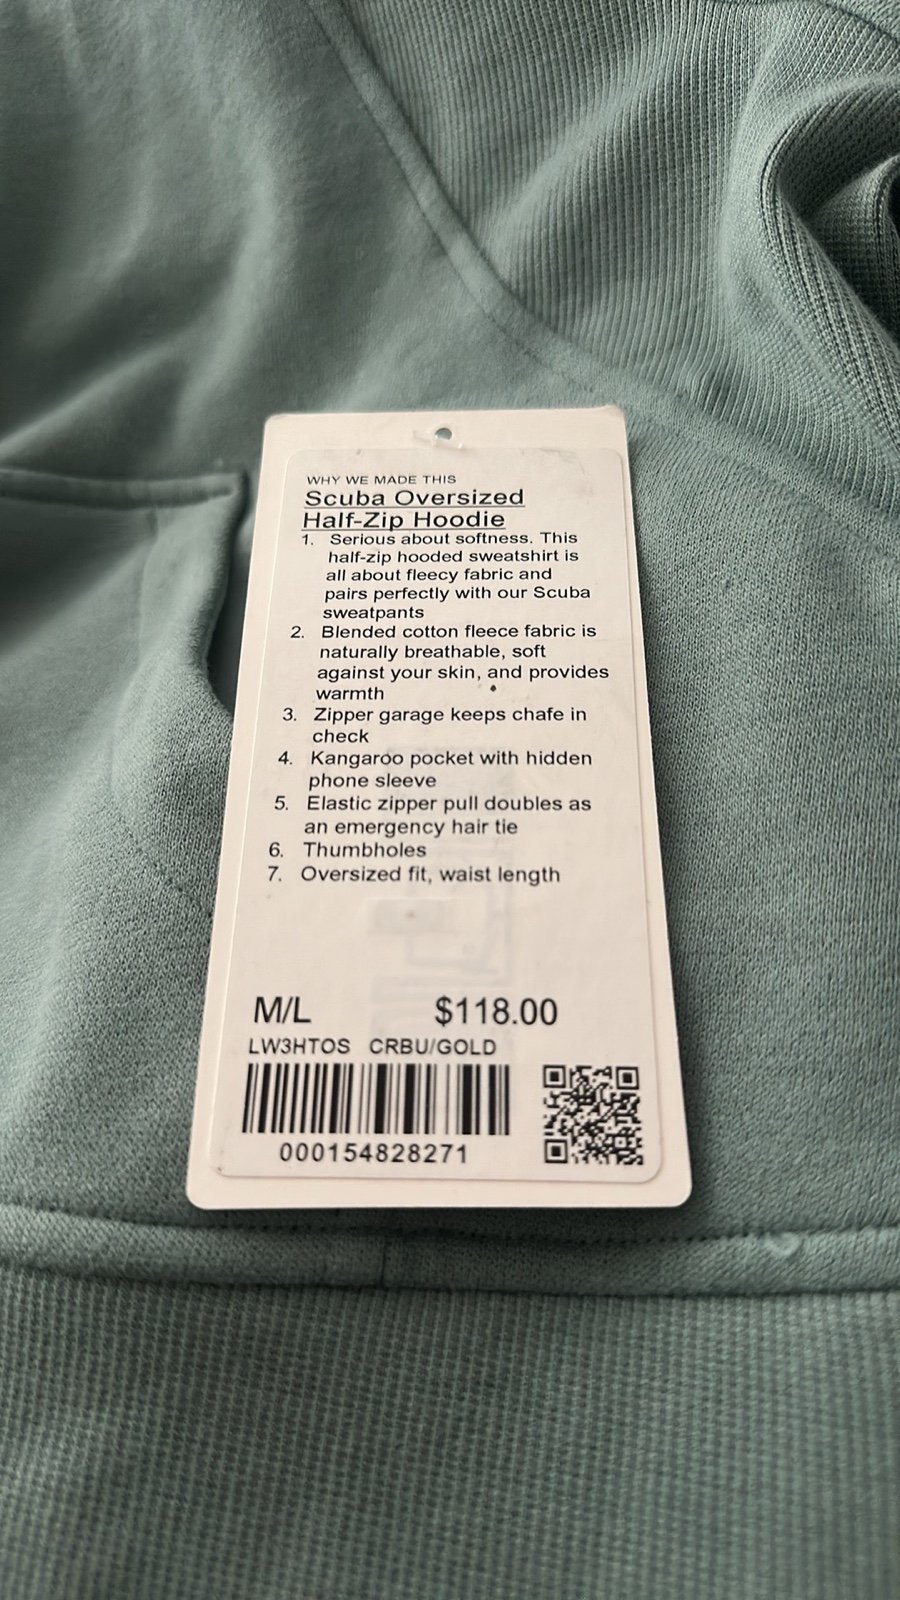 WHY WE MADE THIS
Scuba Oversized
Half-Zip Hoodie
1. Serious about softness. This
half-zip hooded sweatshirt is
all about fleecy fabric and
pairs perfectly with our Scuba
sweatpants
2. Blended cotton fleece fabric is
naturally breathable, soft
against your skin, and provides
warmth
3. Zipper garage keeps chafe in
check
4. Kangaroo pocket with hidden
phone sleeve
5. Elastic zipper pull doubles as
an emergency hair tie
6. Thumbholes
7. Oversized fit, waist length
M/L $118.00
LW3HTOS CRBU/GOLD
000154828271